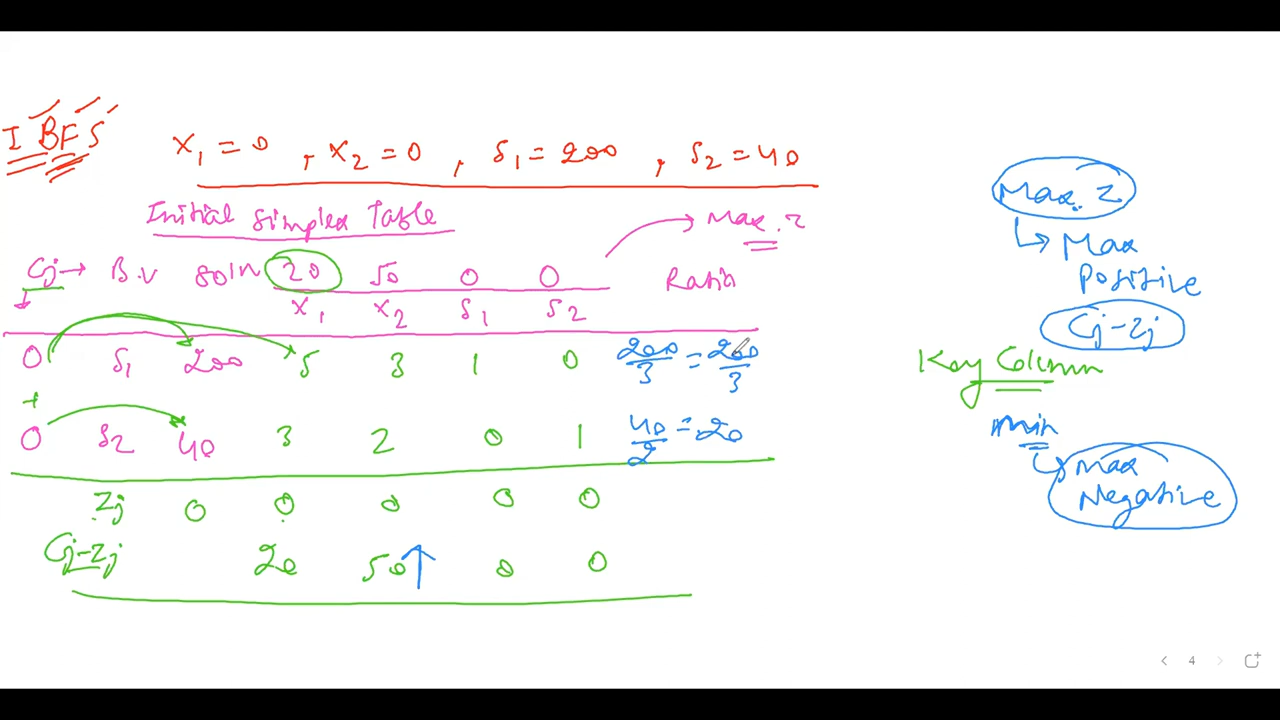 IBFS
x₁ = 0 , x₂ = 0 , s₁ = 200 , s₂ = 40
Initial Simplex Table
Max. z
Cj → B.V Soln 20 50 0 0 Ratio
↓ x₁ x₂ s₁ s₂
0 s₁ 200 5 3 1 0 200/3 = 200/3
+
0 s₂ 40 3 2 0 1 40/2 = 20
Zj 0 0 0 0 0
Cj-Zj 20 50 ↑ 0 0
Max. z
↳ Max
Positive
Cj-Zj
Key Column
Min
↳ Max
Negative
4